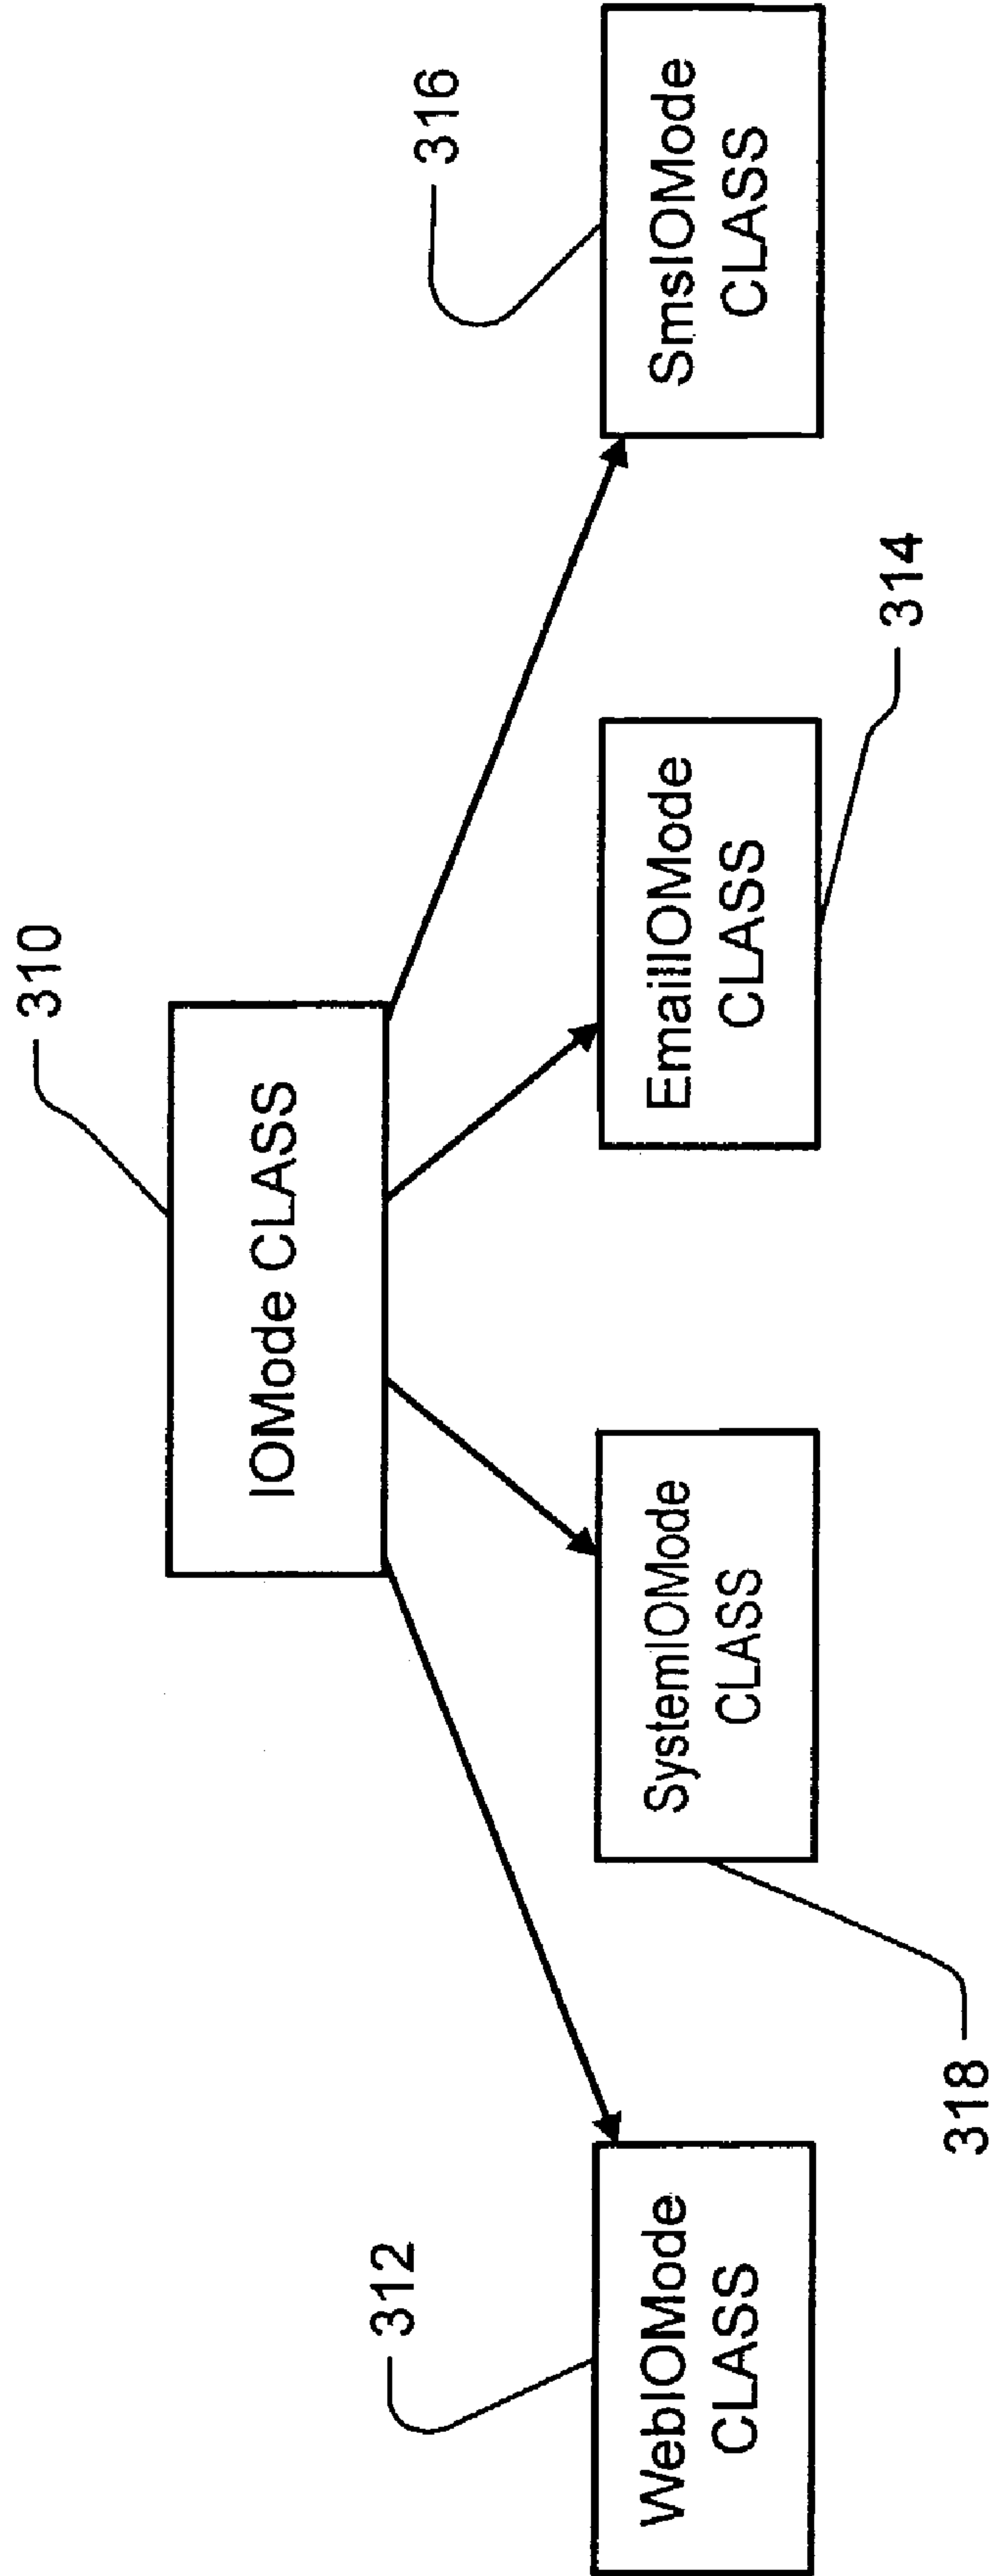 310
IOMode CLASS
312
316
WebIOMode
CLASS
SystemIOMode
CLASS
EmailIOMode
CLASS
SmsIOMode
CLASS
318
314